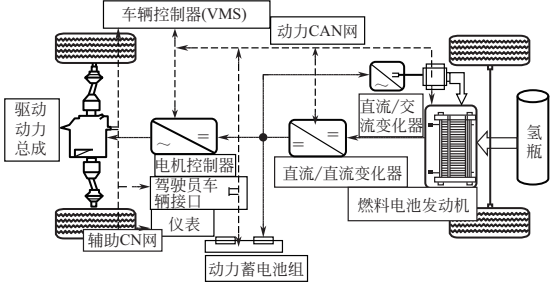 车辆控制器(VMS)
动力CAN网
直流/交
流变化器
驱动
动力
总成
氢
瓶
电机控制器
直流/直流变化器
驾驶员车
辆接口
燃料电池发动机
仪表
辅助CN网
动力蓄电池组